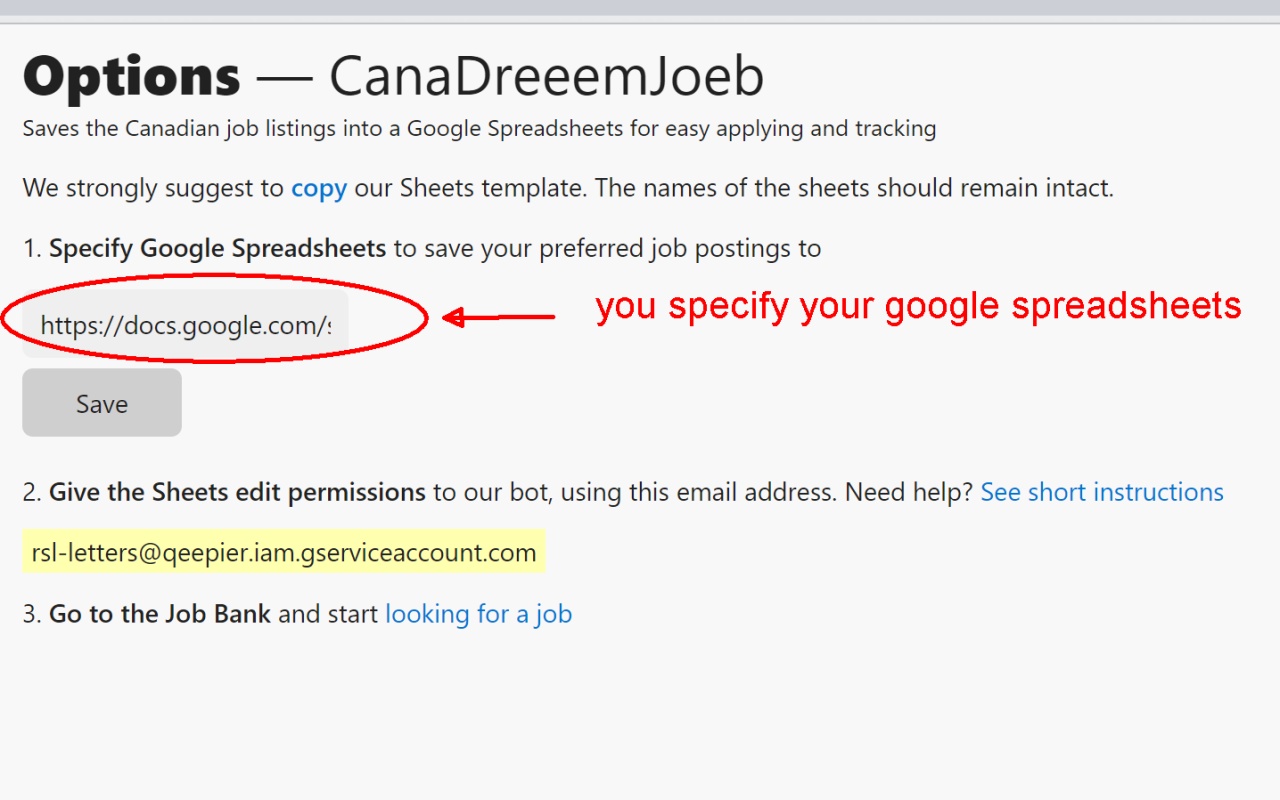 Options — CanaDreeemJoeb
Saves the Canadian job listings into a Google Spreadsheets for easy applying and tracking
We strongly suggest to copy our Sheets template. The names of the sheets should remain intact.
1. Specify Google Spreadsheets to save your preferred job postings to
https://docs.google.com/s
you specify your google spreadsheets
Save
2. Give the Sheets edit permissions to our bot, using this email address. Need help? See short instructions
rsl-letters@qeepier.iam.gserviceaccount.com
3. Go to the Job Bank and start looking for a job